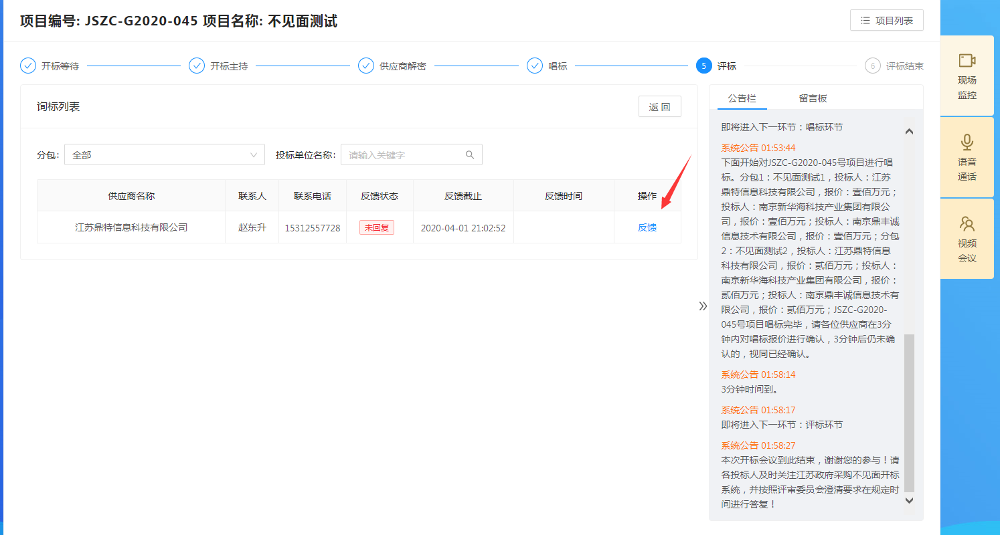 项目编号: JSZC-G2020-045 项目名称: 不见面测试
项目列表
开标等待
开标主持
供应商解密
唱标
5 评标
6 评标结束
询标列表
返 回
分包: 全部
投标单位名称: 请输入关键字
供应商名称 联系人 联系电话 反馈状态 反馈截止 反馈时间 操作
江苏鼎特信息科技有限公司 赵东升 15312557728 未回复 2020-04-01 21:02:52 反馈
公告栏 留言板
即将进入下一环节：唱标环节
系统公告 01:53:44
下面开始对JSZC-G2020-045号项目进行唱
标。分包1：不见面测试1，投标人：江苏
鼎特信息科技有限公司，报价：壹佰万元；
投标人：南京新华海科技产业集团有限公
司，报价：壹佰万元；投标人：南京鼎丰诚
信息技术有限公司，报价：壹佰万元；分包
2：不见面测试2，投标人：江苏鼎特信息
科技有限公司，报价：贰佰万元；投标人：
南京新华海科技产业集团有限公司，报价：
贰佰万元；投标人：南京鼎丰诚信息技术有
限公司，报价：贰佰万元；JSZC-G2020-
045号项目唱标完毕，请各位供应商在3分
钟内对唱标报价进行确认，3分钟后仍未确
认的，视同已经确认。
系统公告 01:58:14
3分钟时间到。
系统公告 01:58:17
即将进入下一环节：评标环节
系统公告 01:58:27
本次开标会议到此结束，谢谢您的参与！请
各投标人及时关注江苏政府采购不见面开标
系统，并按照评审委员会澄清要求在规定时
间进行答复！
现场
监控
语音
通话
视频
会议